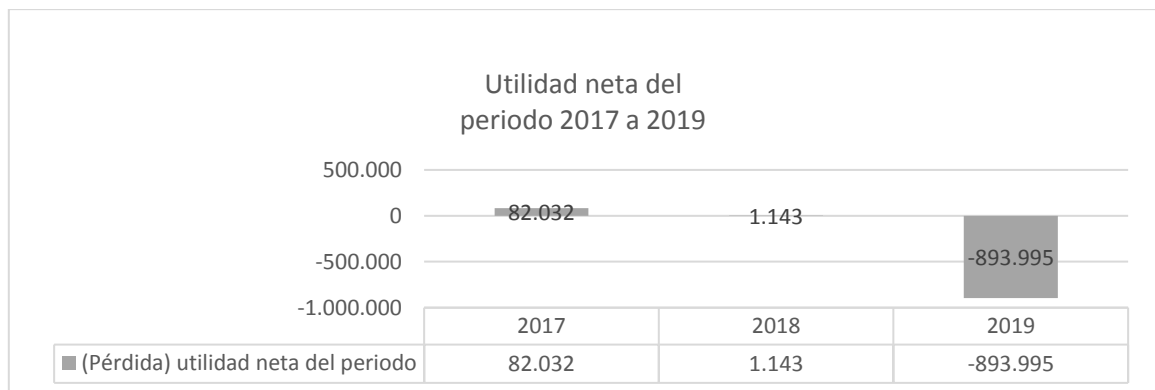 Utilidad neta del
periodo 2017 a 2019
500.000
0
-500.000
-1.000.000
82.032
1.143
-893.995
2017 2018 2019
(Pérdida) utilidad neta del periodo 82.032 1.143 -893.995